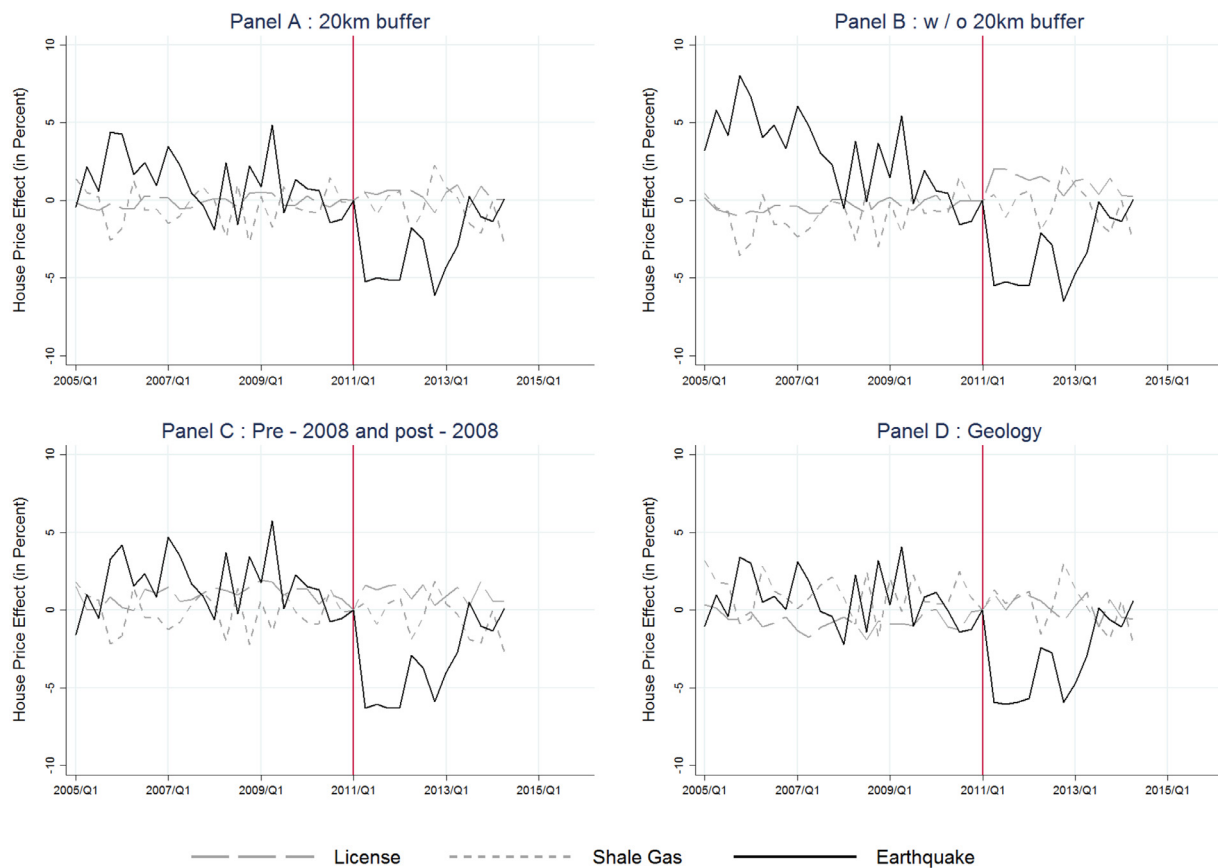 Panel A : 20km buffer
House Price Effect (in Percent)
10
5
0
-5
-10
2005/Q1 2007/Q1 2009/Q1 2011/Q1 2013/Q1 2015/Q1
Panel B : w / o 20km buffer
House Price Effect (in Percent)
10
5
0
-5
-10
2005/Q1 2007/Q1 2009/Q1 2011/Q1 2013/Q1 2015/Q1
Panel C : Pre - 2008 and post - 2008
House Price Effect (in Percent)
10
5
0
-5
-10
2005/Q1 2007/Q1 2009/Q1 2011/Q1 2013/Q1 2015/Q1
Panel D : Geology
House Price Effect (in Percent)
10
5
0
-5
-10
2005/Q1 2007/Q1 2009/Q1 2011/Q1 2013/Q1 2015/Q1
License Shale Gas Earthquake